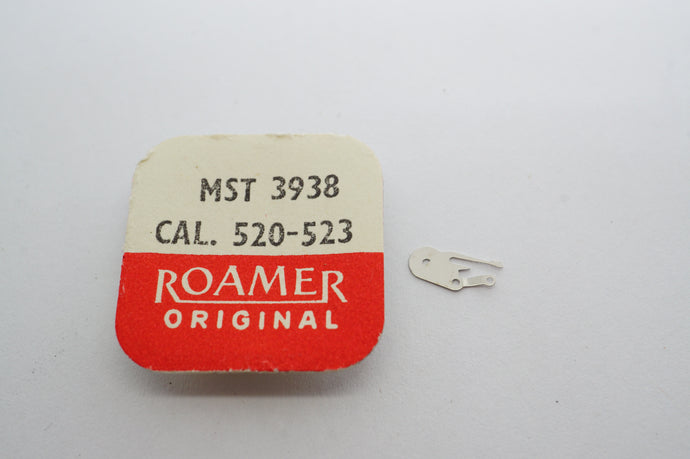 MST 3938
CAL. 520-523
ROAMER
ORIGINAL